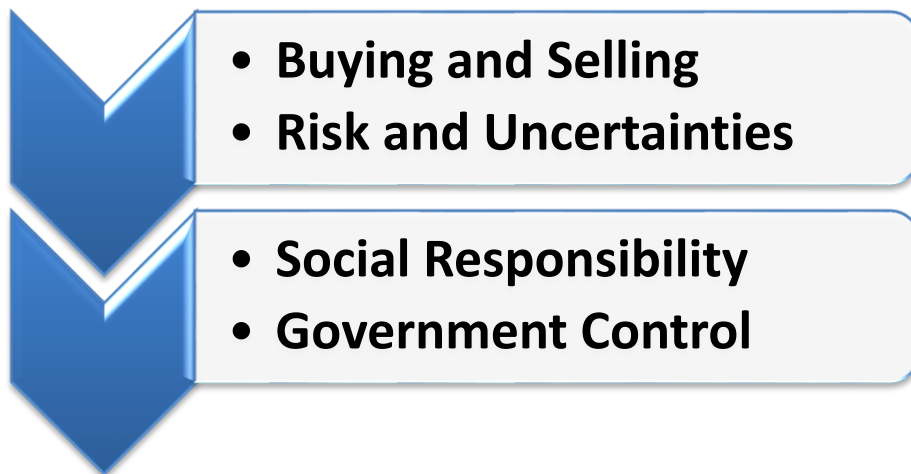 • Buying and Selling
• Risk and Uncertainties
• Social Responsibility
• Government Control